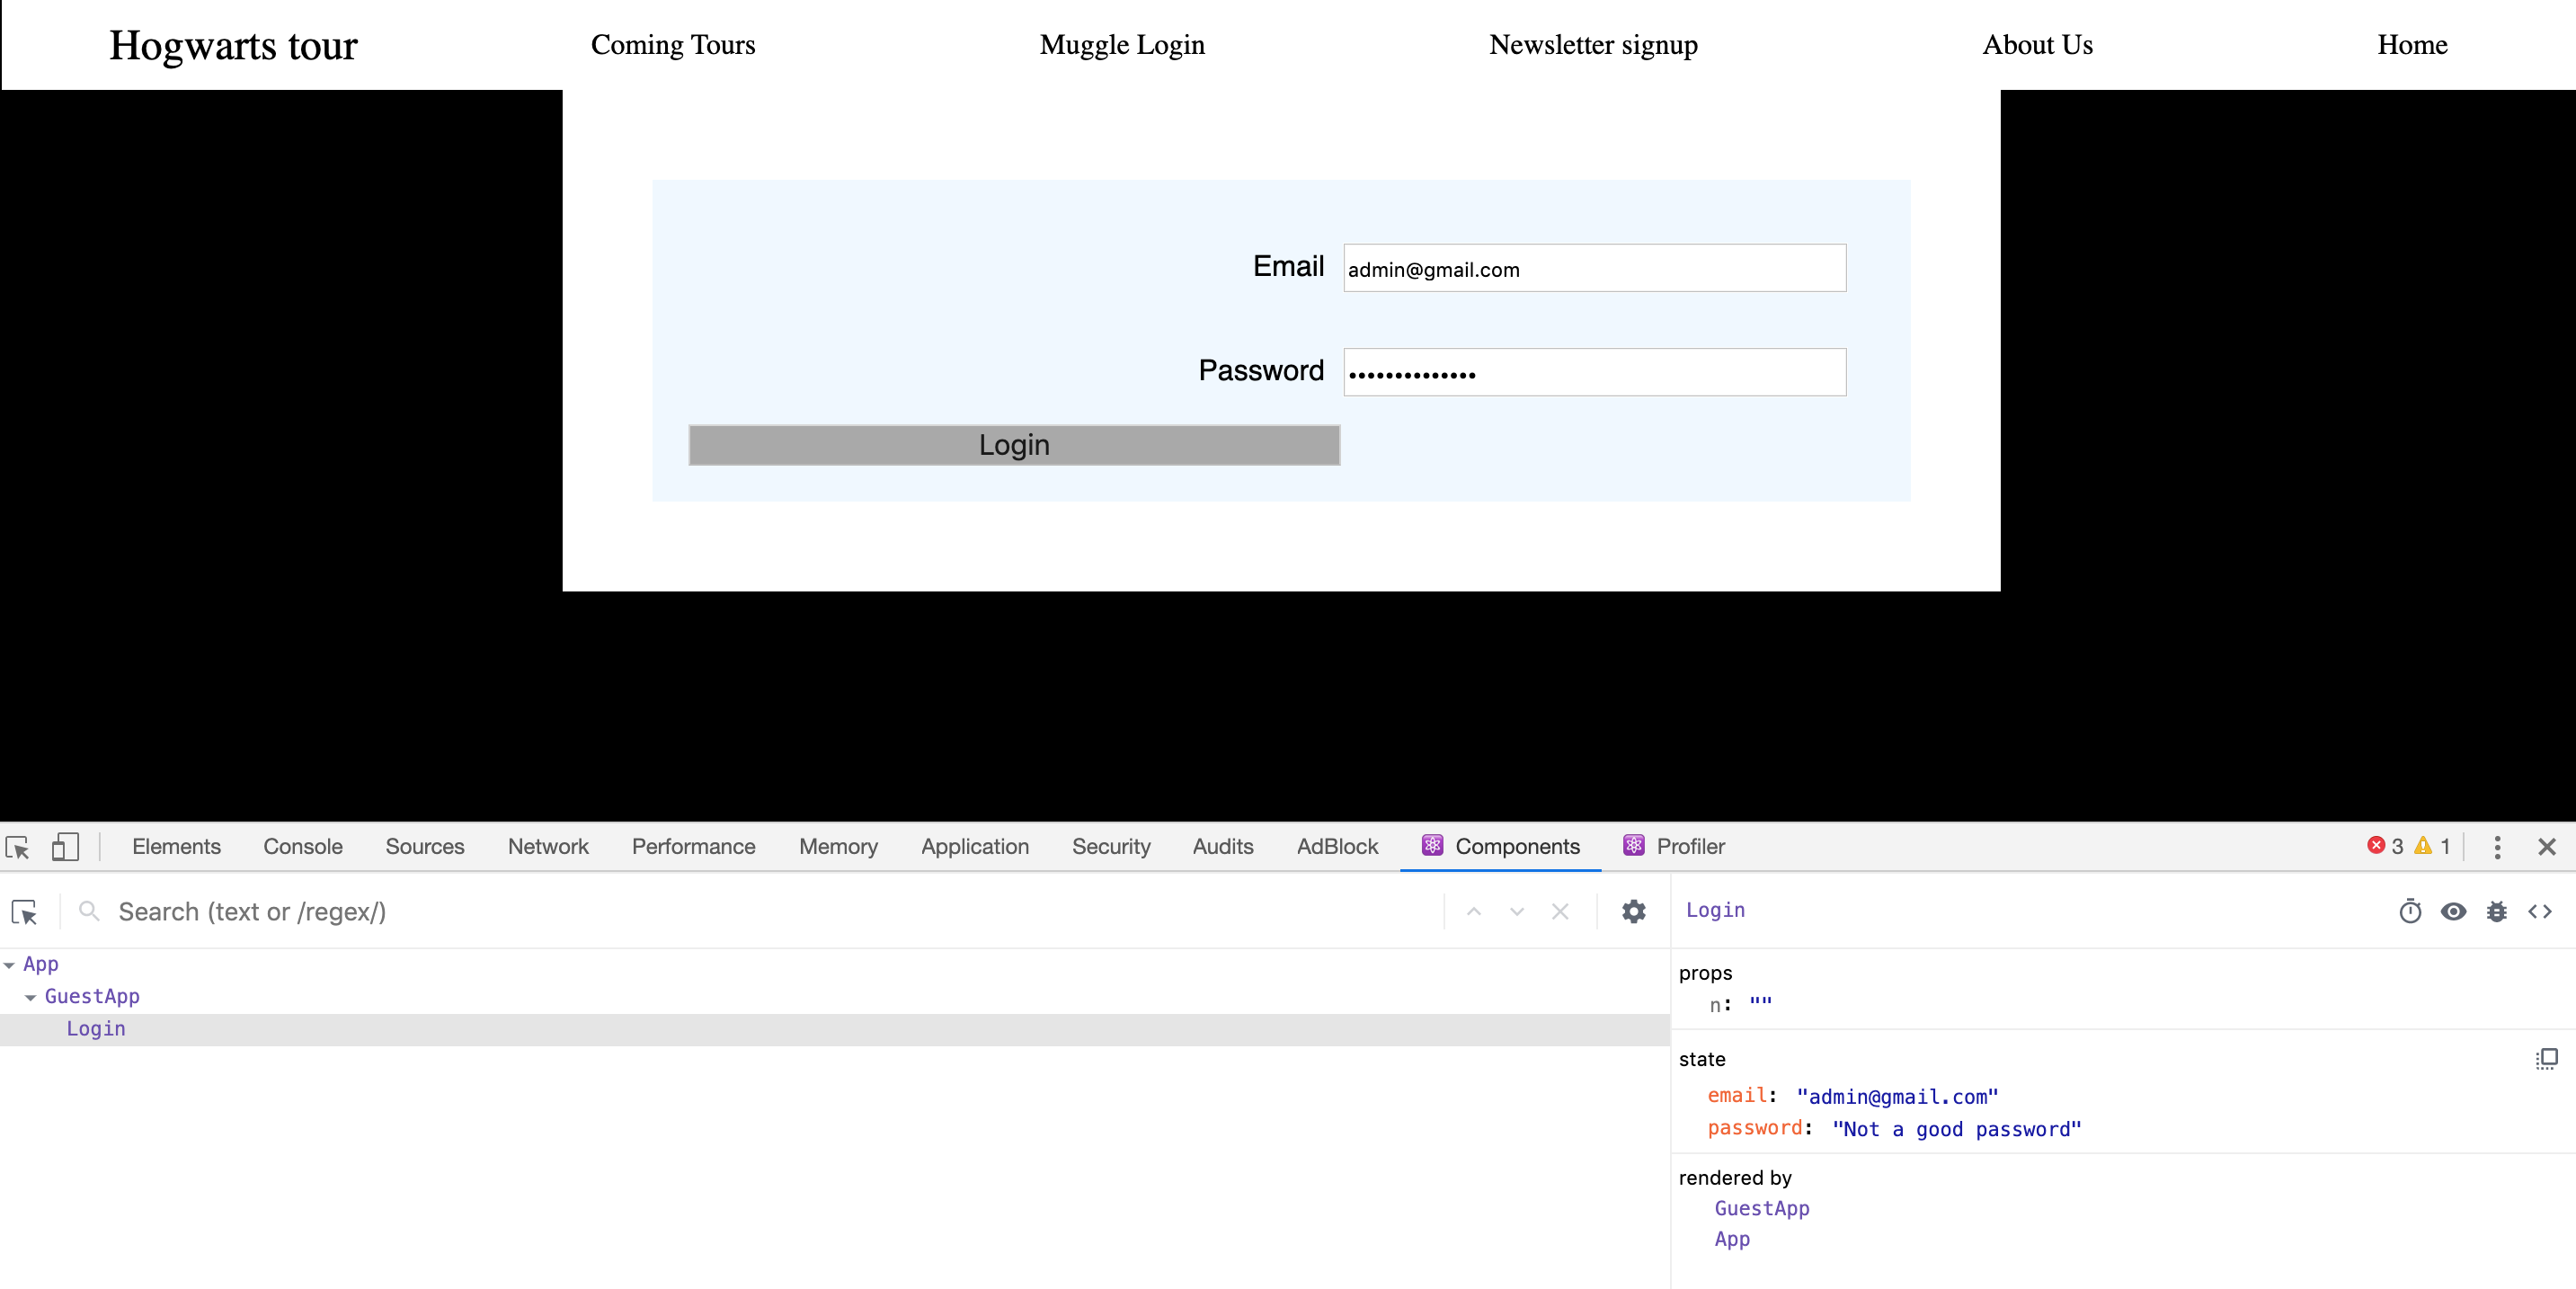 Hogwarts tour Coming Tours Muggle Login Newsletter signup About Us Home
Email admin@gmail.com
Password ••••••••••••••
Login
Elements Console Sources Network Performance Memory Application Security Audits AdBlock Components Profiler 3 1
Search (text or /regex/)
App
GuestApp
Login
Login
props
n: ""
state
email: "admin@gmail.com"
password: "Not a good password"
rendered by
GuestApp
App